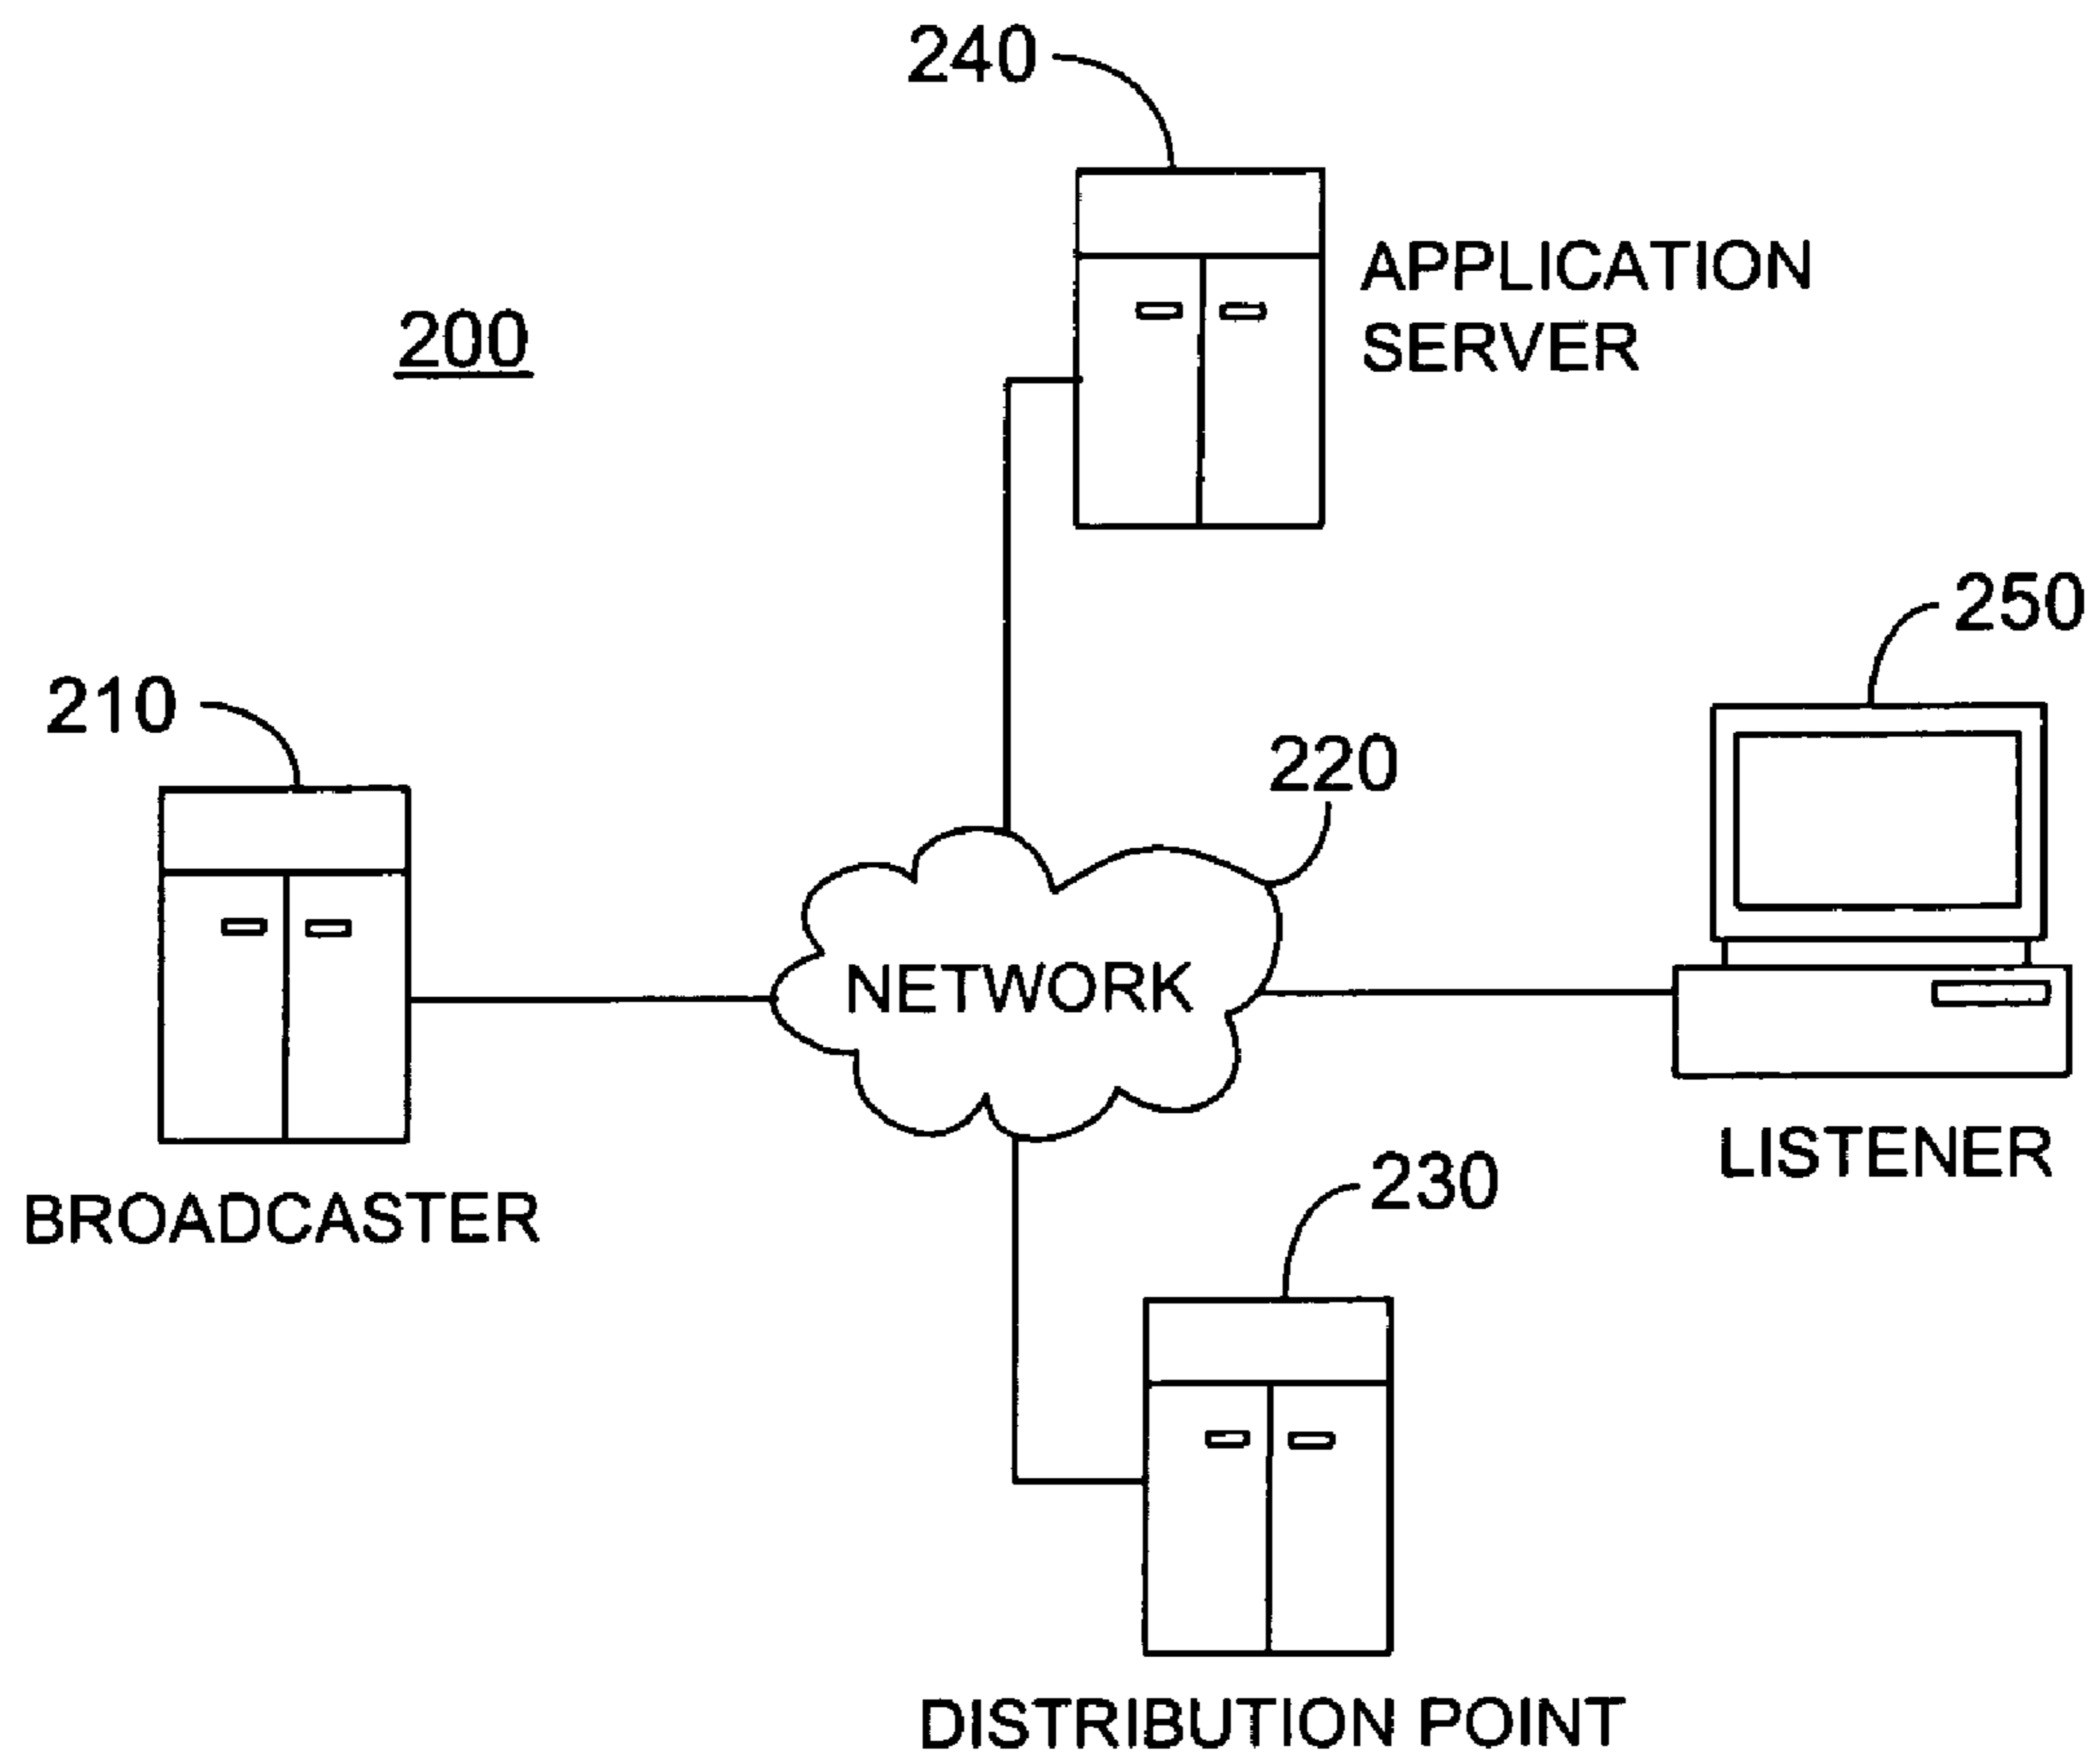 240
APPLICATION
SERVER
200
250
210
220
NETWORK
LISTENER
230
BROADCASTER
DISTRIBUTION POINT